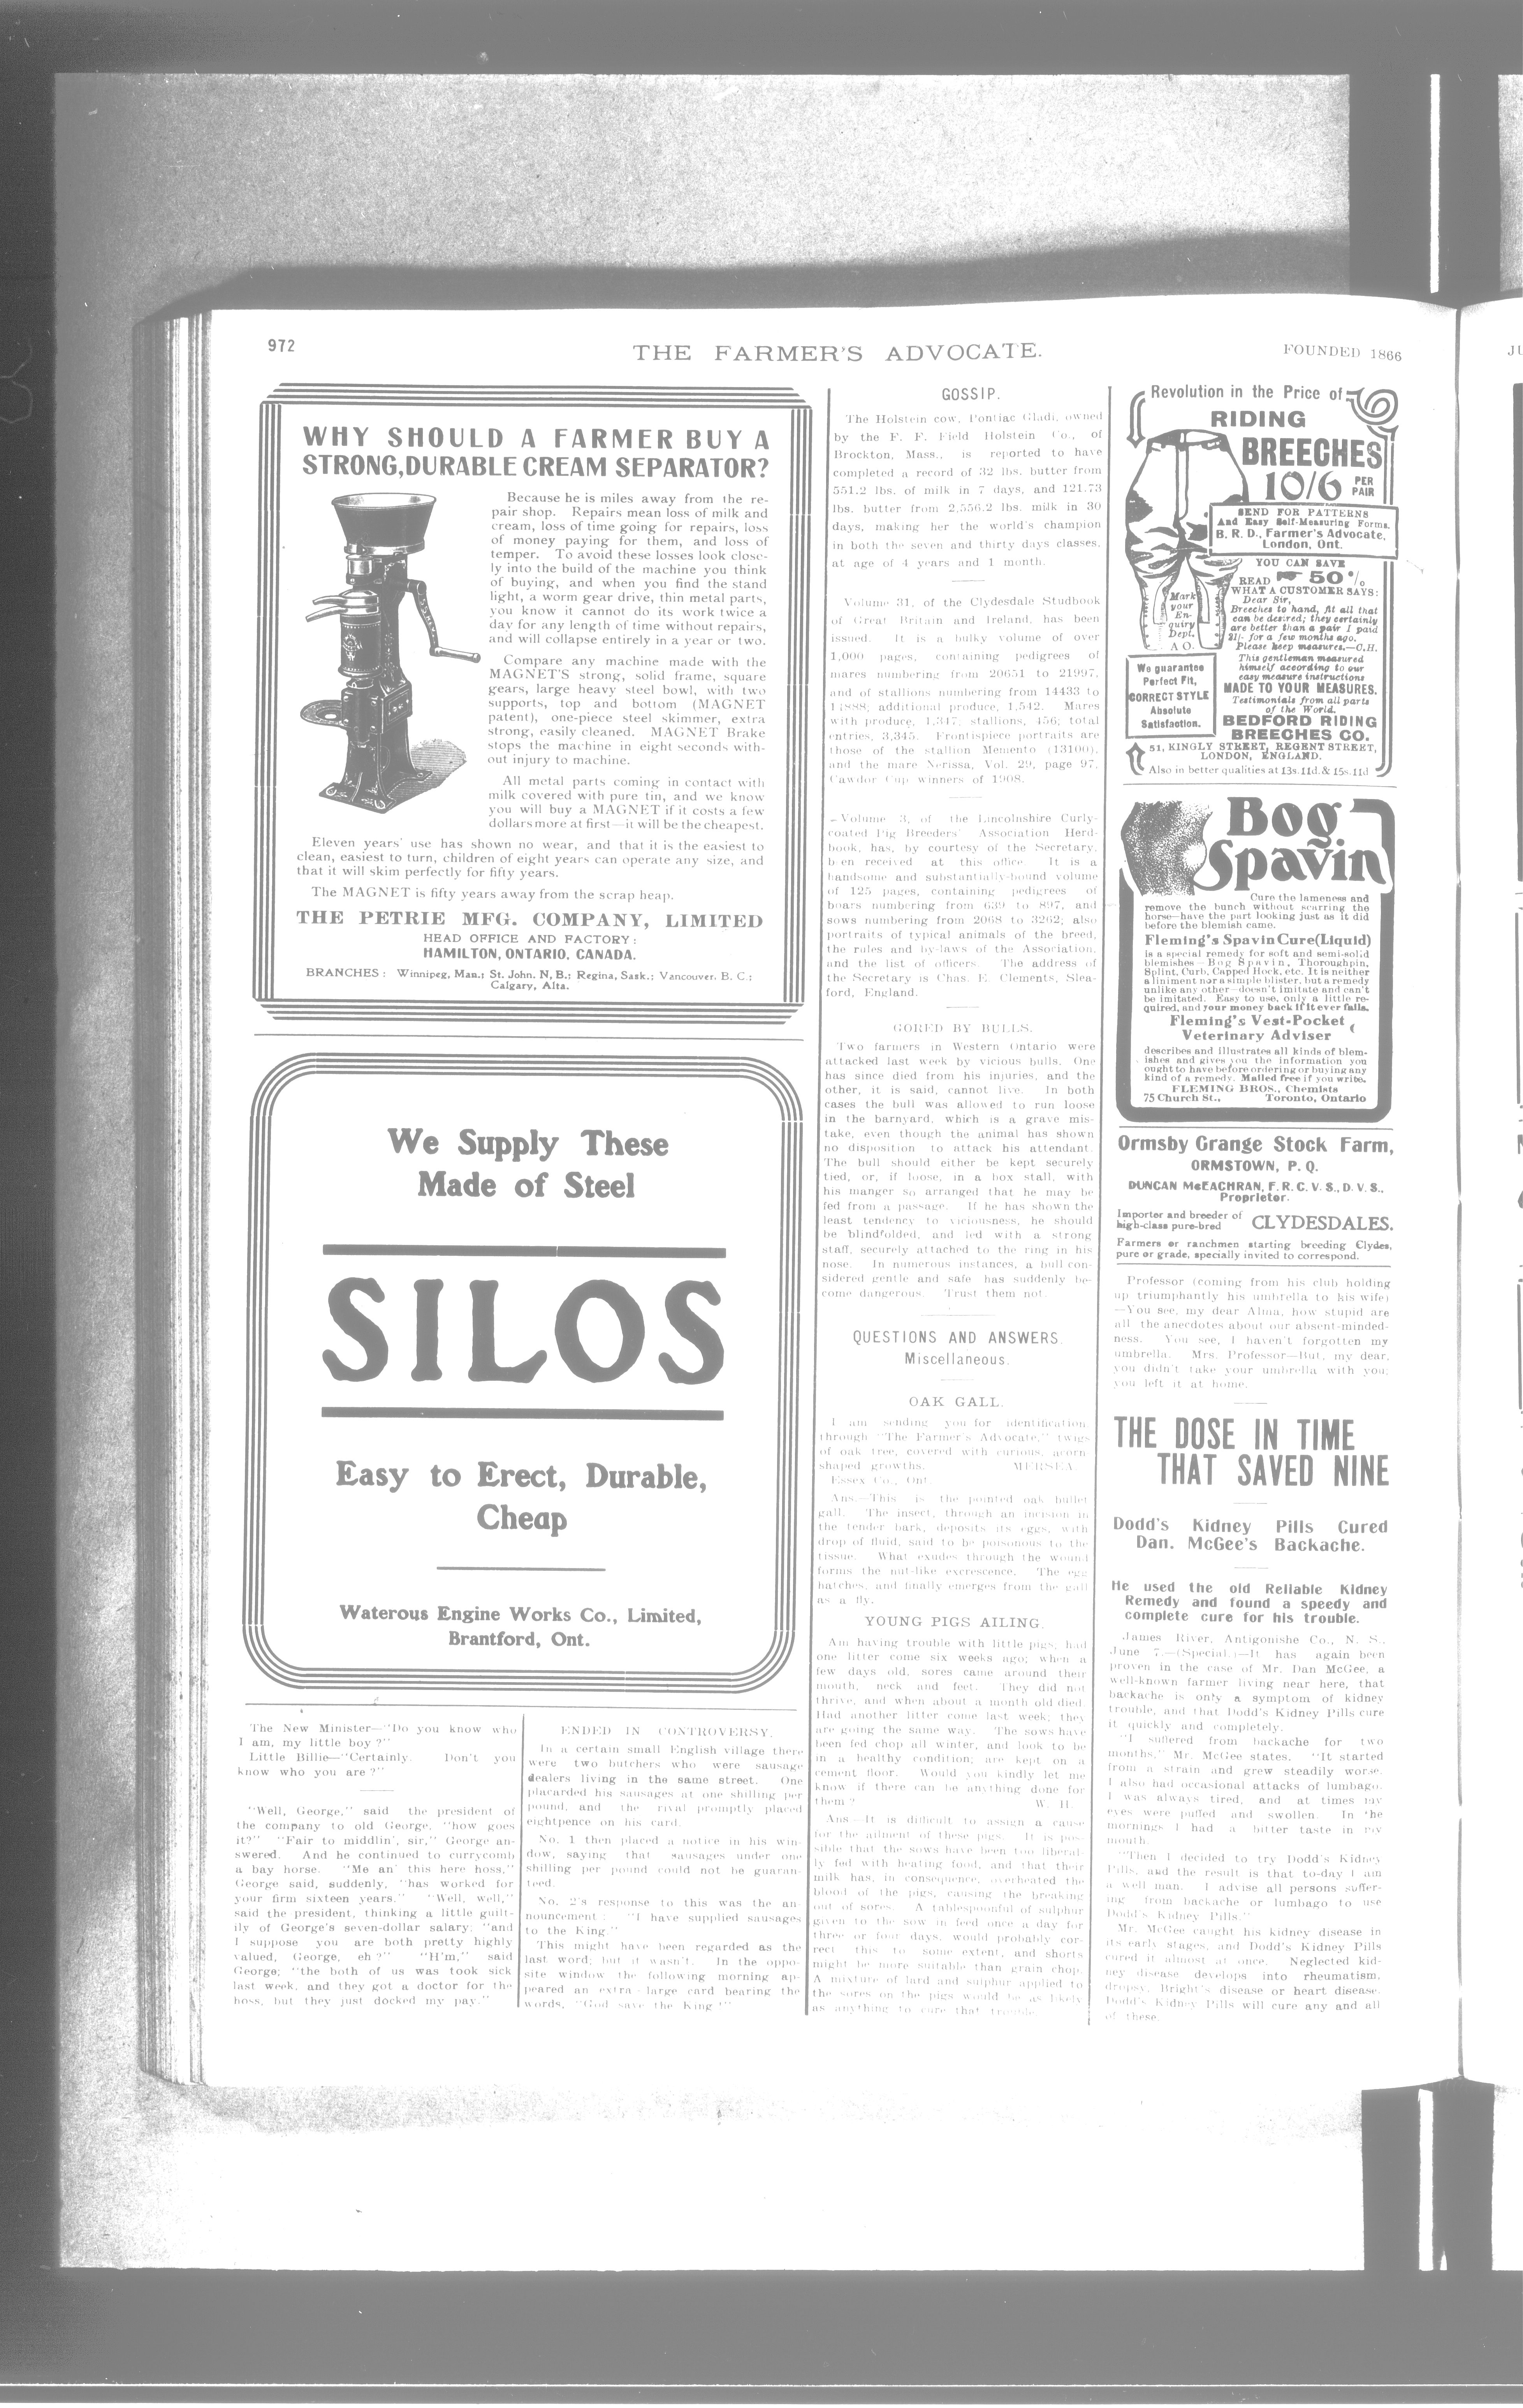 972
THE FARMER'S ADVOCATE.
FOUNDED 1866
WHY SHOULD A FARMER BUY A
STRONG, DURABLE CREAM SEPARATOR?
Because he is miles away from the re-
pair shop. Repairs mean loss of milk and
cream, loss of time going for repairs, loss
of money paying for them, and loss of
temper. To avoid these losses look close-
ly into the build of the machine you think
of buying, and when you find the stand
light, a worm gear drive, thin metal parts,
you know it cannot do its work twice a
day for any length of time without repairs,
and will collapse entirely in a year or two.
Compare any machine made with the
MAGNET'S strong, solid frame, square
gears, large heavy steel bowl, with two
supports, top and bottom (MAGNET
patent), one-piece steel skimmer, extra
strong, easily cleaned. MAGNET Brake
stops the machine in eight seconds with-
out injury to machine.
All metal parts coming in contact with
milk covered with pure tin, and we know
you will buy a MAGNET if it costs a few
dollars more at first—it will be the cheapest.
Eleven years' use has shown no wear, and that it is the easiest to
clean, easiest to turn, children of eight years can operate any size, and
that it will skim perfectly for fifty years.
The MAGNET is fifty years away from the scrap heap.
THE PETRIE MFG. COMPANY, LIMITED
HEAD OFFICE AND FACTORY:
HAMILTON, ONTARIO, CANADA.
BRANCHES: Winnipeg, Man.; St. John, N. B.; Regina, Sask.; Vancouver, B. C.;
Calgary, Alta.
We Supply These
Made of Steel
SILOS
Easy to Erect, Durable,
Cheap
Waterous Engine Works Co., Limited,
Brantford, Ont.
The New Minister—"Do you know who
I am, my little boy?"
Little Billie—"Certainly. Don't you
know who you are?"
"Well, George," said the president of
the company to old George, "how goes
it?" "Fair to middlin', sir," George an-
swered. And he continued to currycomb
a bay horse. "Me an' this here hoss,"
George said, suddenly, "has worked for
your firm sixteen years." "Well, well,"
said the president, thinking a little guilt-
ily of George's seven-dollar salary; "and
I suppose you are both pretty highly
valued, George, eh?" "H'm," said
George; "the both of us was took sick
last week, and they got a doctor for the
hoss, but they just docked my pay."
ENDED IN CONTROVERSY.
In a certain small English village there
were two butchers who were sausage
dealers living in the same street. One
placarded his sausages at one shilling per
pound, and the rival promptly placed
eightpence on his card.
No. 1 then placed a notice in his win-
dow, saying that sausages under one
shilling per pound could not be guaran-
teed.
No. 2's response to this was the an-
nouncement: "I have supplied sausages
to the King."
This might have been regarded as the
last word; but it wasn't. In the oppo-
site window the following morning ap-
peared an extra large card bearing the
words, "God save the King!"
GOSSIP.
The Holstein cow, Pontiac Gladi, owned
by the F. F. Field Holstein Co., of
Brockton, Mass., is reported to have
completed a record of 32 lbs. butter from
551.2 lbs. of milk in 7 days, and 121.73
lbs. butter from 2,556.2 lbs. milk in 30
days, making her the world's champion
in both the seven and thirty days classes,
at age of 4 years and 1 month.
Volume 31, of the Clydesdale Studbook
of Great Britain and Ireland, has been
issued. It is a bulky volume of over
1,000 pages, containing pedigrees of
mares numbering from 20651 to 21997,
and of stallions numbering from 14433 to
14888; additional produce, 1,542. Mares
with produce, 1,347; stallions, 456; total
entries, 3,345. Frontispiece portraits are
those of the stallion Memento (13100),
and the mare Nerissa, Vol. 29, page 97,
Cawdor Cup winners of 1908.
Volume 3, of the Lincolnshire Curly-
coated Pig Breeders' Association Herd-
book, has, by courtesy of the Secretary,
been received at this office. It is a
handsome and substantially-bound volume
of 125 pages, containing pedigrees of
boars numbering from 639 to 897, and
sows numbering from 2068 to 3262; also
portraits of typical animals of the breed,
the rules and by-laws of the Association,
and the list of officers. The address of
the Secretary is Chas. E. Clements, Slea-
ford, England.
GORED BY BULLS.
Two farmers in Western Ontario were
attacked last week by vicious bulls. One
has since died from his injuries, and the
other, it is said, cannot live. In both
cases the bull was allowed to run loose
in the barnyard, which is a grave mis-
take, even though the animal has shown
no disposition to attack his attendant.
The bull should either be kept securely
tied, or, if loose, in a box stall, with
his manger so arranged that he may be
fed from a passage. If he has shown the
least tendency to viciousness, he should
be blindfolded, and led with a strong
staff, securely attached to the ring in his
nose. In numerous instances, a bull con-
sidered gentle and safe has suddenly be-
come dangerous. Trust them not.
QUESTIONS AND ANSWERS.
Miscellaneous.
OAK GALL.
I am sending you for identification,
through "The Farmer's Advocate," twigs
of oak tree, covered with curious, acorn-
shaped growths. MERSEA.
Essex Co., Ont.
Ans.—This is the pointed oak bullet
gall. The insect, through an incision in
the tender bark, deposits its eggs, with
drop of fluid, said to be poisonous to the
tissue. What exudes through the wound
forms the nut-like excrescence. The egg
hatches, and finally emerges from the gall
as a fly.
YOUNG PIGS AILING.
Am having trouble with little pigs; had
one litter come six weeks ago; when a
few days old, sores came around their
mouth, neck and feet. They did not
thrive, and when about a month old died.
Had another litter come last week; they
are going the same way. The sows have
been fed chop all winter, and look to be
in a healthy condition; are kept on a
cement floor. Would you kindly let me
know if there can be anything done for
them? W. H.
Ans.—It is difficult to assign a cause
for the ailment of these pigs. It is pos-
sible that the sows have been too liberal-
ly fed with heating food, and that their
milk has, in consequence, overheated the
blood of the pigs, causing the breaking
out of sores. A tablespoonful of sulphur
given to the sow in feed once a day for
three or four days, would probably cor-
rect this to some extent, and shorts
might be more suitable than grain chop.
A mixture of lard and sulphur applied to
the sores on the pigs would be as likely
as anything to cure that trouble.
Revolution in the Price of
RIDING
BREECHES
10/6 PER PAIR
SEND FOR PATTERNS
And Easy Self-Measuring Forms.
B. R. D., Farmer's Advocate,
London, Ont.
YOU CAN SAVE
READ 50%
WHAT A CUSTOMER SAYS:
Dear Sir,
Breeches to hand, fit all that
can be desired; they certainly
are better than a pair I paid
21/- for a few months ago.
Please keep measures.—C.H.
This gentleman measured
himself according to our
easy measure instructions
MADE TO YOUR MEASURES.
Testimonials from all parts
of the World.
BEDFORD RIDING
BREECHES CO.
51, KINGLY STREET, REGENT STREET,
LONDON, ENGLAND.
Also in better qualities at 13s. 11d. & 15s. 11d
Mark
your
En-
quiry
Dept.
A O.
We guarantee
Perfect Fit,
CORRECT STYLE
Absolute
Satisfaction.
Bog
Spavin
Cure the lameness and
remove the bunch without scarring the
horse—have the part looking just as it did
before the blemish came.
Fleming's Spavin Cure (Liquid)
is a special remedy for soft and semi-solid
blemishes—Bog Spavin, Thoroughpin,
Splint, Curb, Capped Hock, etc. It is neither
a liniment nor a simple blister, but a remedy
unlike any other—doesn't imitate and can't
be imitated. Easy to use, only a little re-
quired, and your money back if it ever fails.
Fleming's Vest-Pocket
Veterinary Adviser
describes and illustrates all kinds of blem-
ishes and gives you the information you
ought to have before ordering or buying any
kind of a remedy. Mailed free if you write.
FLEMING BROS., Chemists
75 Church St., Toronto, Ontario
Ormsby Grange Stock Farm,
ORMSTOWN, P. Q.
DUNCAN McEACHRAN, F. R. C. V. S., D. V. S.,
Proprietor.
Importer and breeder of
high-class pure-bred CLYDESDALES.
Farmers or ranchmen starting breeding Clydes,
pure or grade, specially invited to correspond.
Professor (coming from his club holding
up triumphantly his umbrella to his wife)
—You see, my dear Alma, how stupid are
all the anecdotes about our absent-minded-
ness. You see, I haven't forgotten my
umbrella. Mrs. Professor—But, my dear,
you didn't take your umbrella with you;
you left it at home.
THE DOSE IN TIME
THAT SAVED NINE
Dodd's Kidney Pills Cured
Dan. McGee's Backache.
He used the old Reliable Kidney
Remedy and found a speedy and
complete cure for his trouble.
James River, Antigonishe Co., N. S.,
June 7.—(Special.)—It has again been
proven in the case of Mr. Dan McGee, a
well-known farmer living near here, that
backache is only a symptom of kidney
trouble, and that Dodd's Kidney Pills cure
it quickly and completely.
"I suffered from backache for two
months," Mr. McGee states. "It started
from a strain and grew steadily worse.
I also had occasional attacks of lumbago.
I was always tired, and at times my
eyes were puffed and swollen. In the
mornings I had a bitter taste in my
mouth.
"Then I decided to try Dodd's Kidney
Pills, and the result is that to-day I am
a well man. I advise all persons suffer-
ing from backache or lumbago to use
Dodd's Kidney Pills."
Mr. McGee caught his kidney disease in
its early stages, and Dodd's Kidney Pills
cured it almost at once. Neglected kid-
ney disease develops into rheumatism,
dropsy, Bright's disease or heart disease.
Dodd's Kidney Pills will cure any and all
of these.